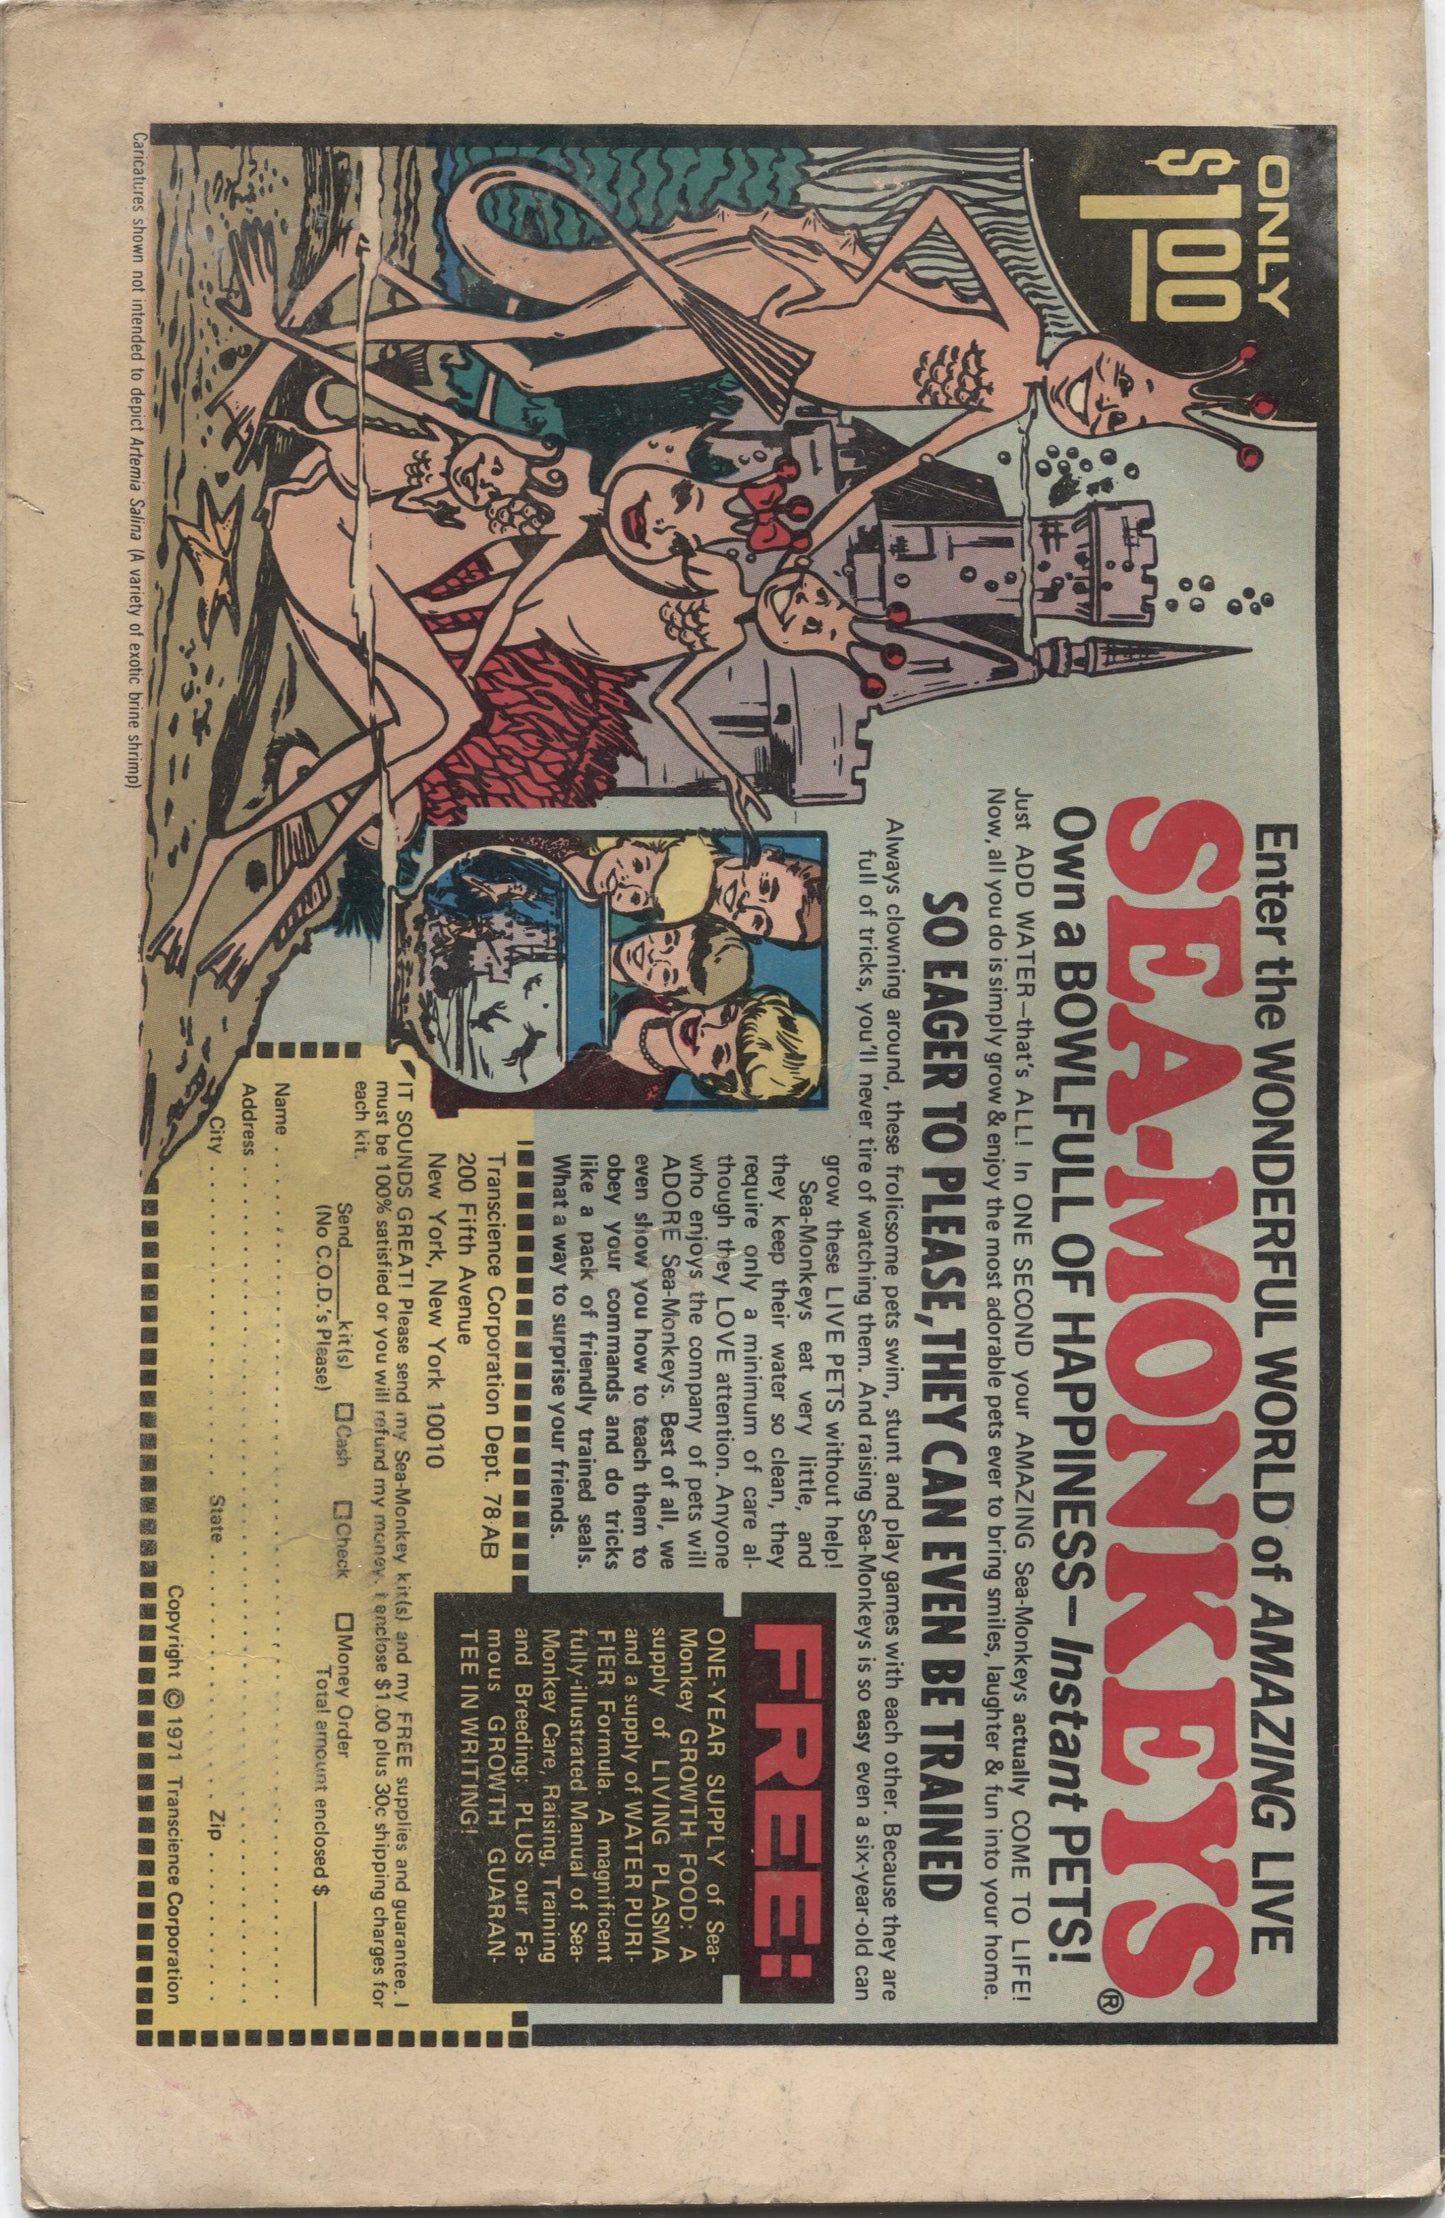 ONLY
$1.00
Enter the WONDERFUL WORLD of AMAZING LIVE
SEA-MONKEYS®
Own a BOWLFULL OF HAPPINESS—Instant PETS!
Just ADD WATER—that's ALL! In ONE SECOND your AMAZING Sea-Monkeys actually COME TO LIFE!
Now, all you do is simply grow & enjoy the most adorable pets ever to bring smiles, laughter & fun into your home.
SO EAGER TO PLEASE, THEY CAN EVEN BE TRAINED
Always clowning around, these frolicsome pets swim, stunt and play games with each other. Because they are
full of tricks, you'll never tire of watching them. And raising Sea-Monkeys is so easy even a six-year-old can
grow these LIVE PETS without help!
Sea-Monkeys eat very little, and
they keep their water so clean, they
require only a minimum of care al-
though they LOVE attention. Anyone
who enjoys the company of pets will
ADORE Sea-Monkeys. Best of all, we
even show you how to teach them to
obey your commands and do tricks
like a pack of friendly trained seals.
What a way to surprise your friends.
FREE:
ONE-YEAR SUPPLY of Sea-
Monkey GROWTH FOOD: A
supply of LIVING PLASMA
and a supply of WATER PURI-
FIER Formula. A magnificent
fully-illustrated Manual of Sea-
Monkey Care, Raising, Training
and Breeding: PLUS our Fa-
mous GROWTH GUARAN-
TEE IN WRITING!
Transcience Corporation Dept. 78-AB
200 Fifth Avenue
New York, New York 10010
IT SOUNDS GREAT! Please send my Sea-Monkey kit(s) and my FREE supplies and guarantee. I
must be 100% satisfied or you will refund my money. I enclose $1.00 plus 30c shipping charges for
each kit.
Send____kit(s) □Cash □Check □Money Order
(No C.O.D.'s Please) Total amount enclosed $ ______
Name
Address
City State Zip
Copyright © 1971 Transcience Corporation
Caricatures shown not intended to depict Artemia Salina (A variety of exotic brine shrimp)